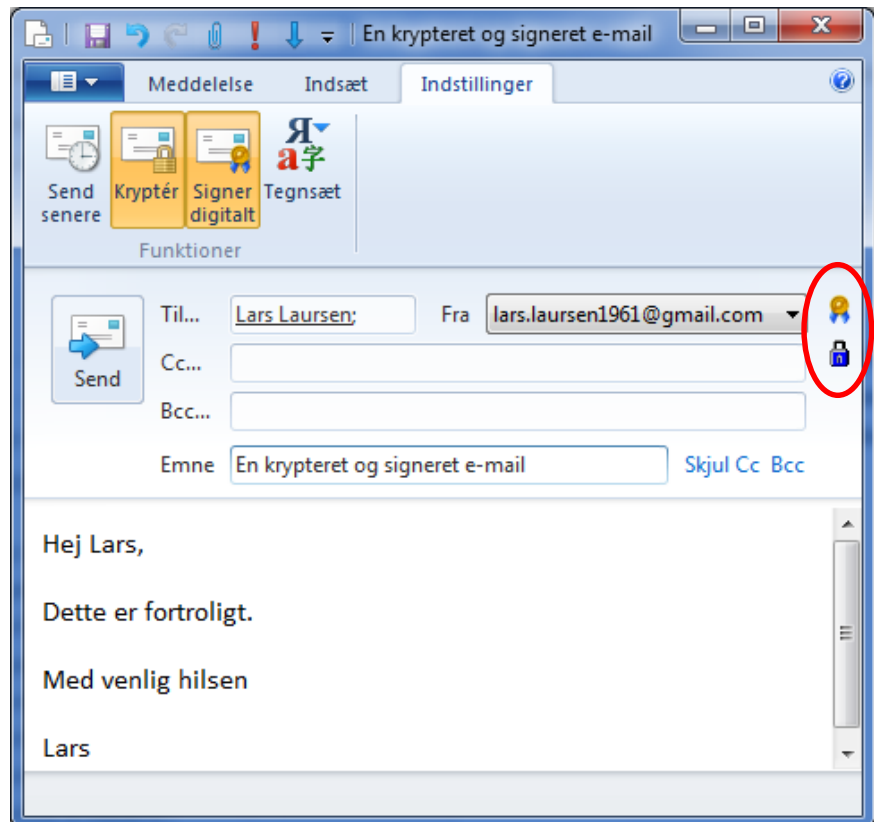 En krypteret og signeret e-mail
Meddelelse Indsæt Indstillinger
Send senere
Kryptér
Signer digitalt
Tegnsæt
Funktioner
Send
Til... Lars Laursen; Fra lars.laursen1961@gmail.com
Cc...
Bcc...
Emne En krypteret og signeret e-mail Skjul Cc Bcc
Hej Lars,
Dette er fortroligt.
Med venlig hilsen
Lars